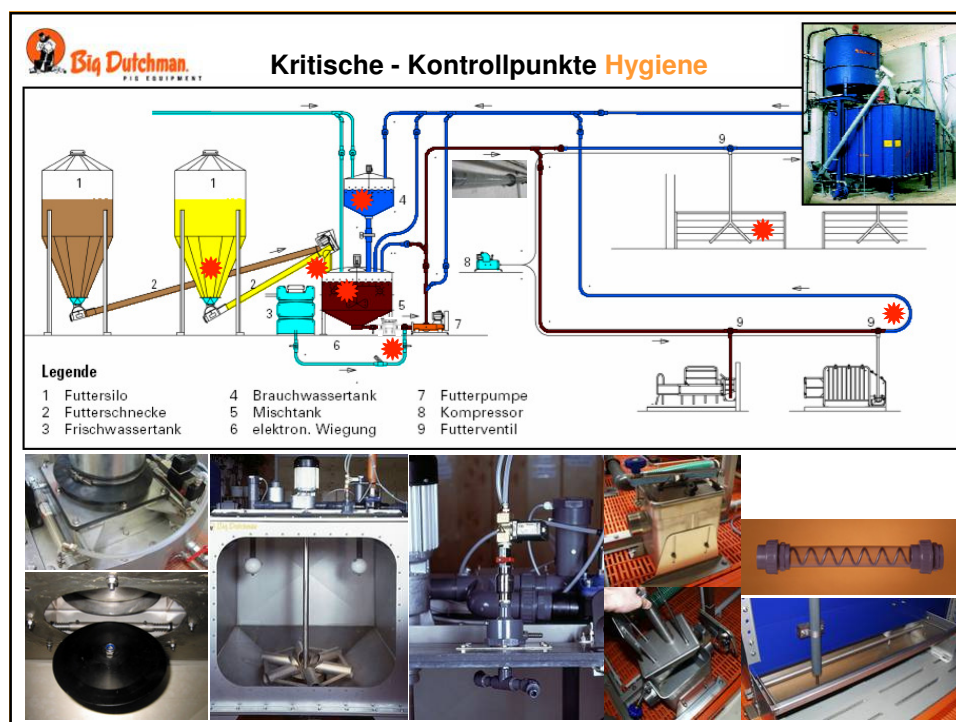 Big Dutchman.
PIG EQUIPMENT
Kritische - Kontrollpunkte Hygiene
1
1
2
2
3
4
5
6
7
8
9
9
9
Legende
1 Futtersilo
2 Futterschnecke
3 Frischwassertank
4 Brauchwassertank
5 Mischtank
6 elektron. Wiegung
7 Futterpumpe
8 Kompressor
9 Futterventil
Big Dutchman